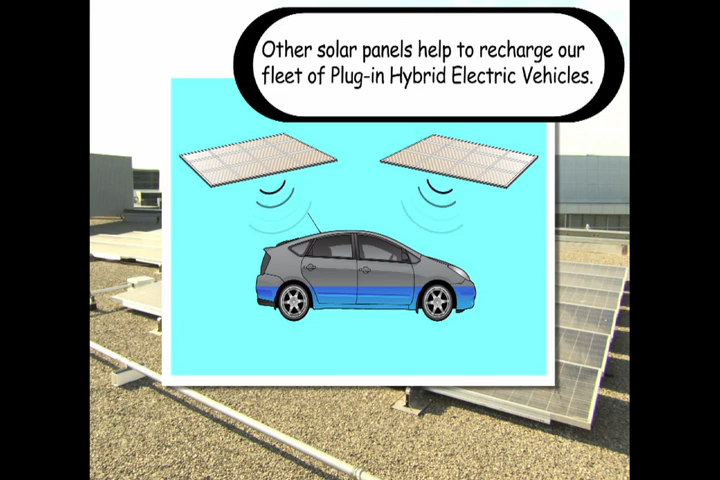 Other solar panels help to recharge our
fleet of Plug-in Hybrid Electric Vehicles.